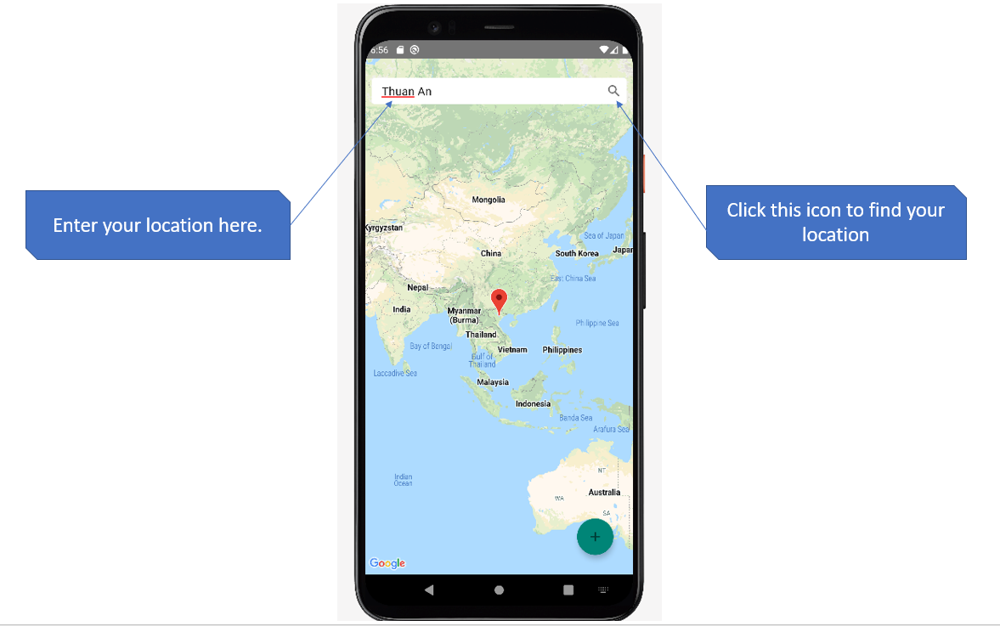 6:56
Thuan An
Enter your location here.
Click this icon to find your
location
Mongolia
Kyrgyzstan
Sea of Japan
China
South Korea
Japan
East China Sea
Nepal
India
Myanmar
(Burma)
Philippine Sea
Thailand
Bay of Bengal
Vietnam
Philippines
Gulf of
Thailand
Laccadive Sea
Malaysia
Indonesia
Banda Sea
Arafura Sea
NT
Indian
Ocean
WA
Australia
SA
Google